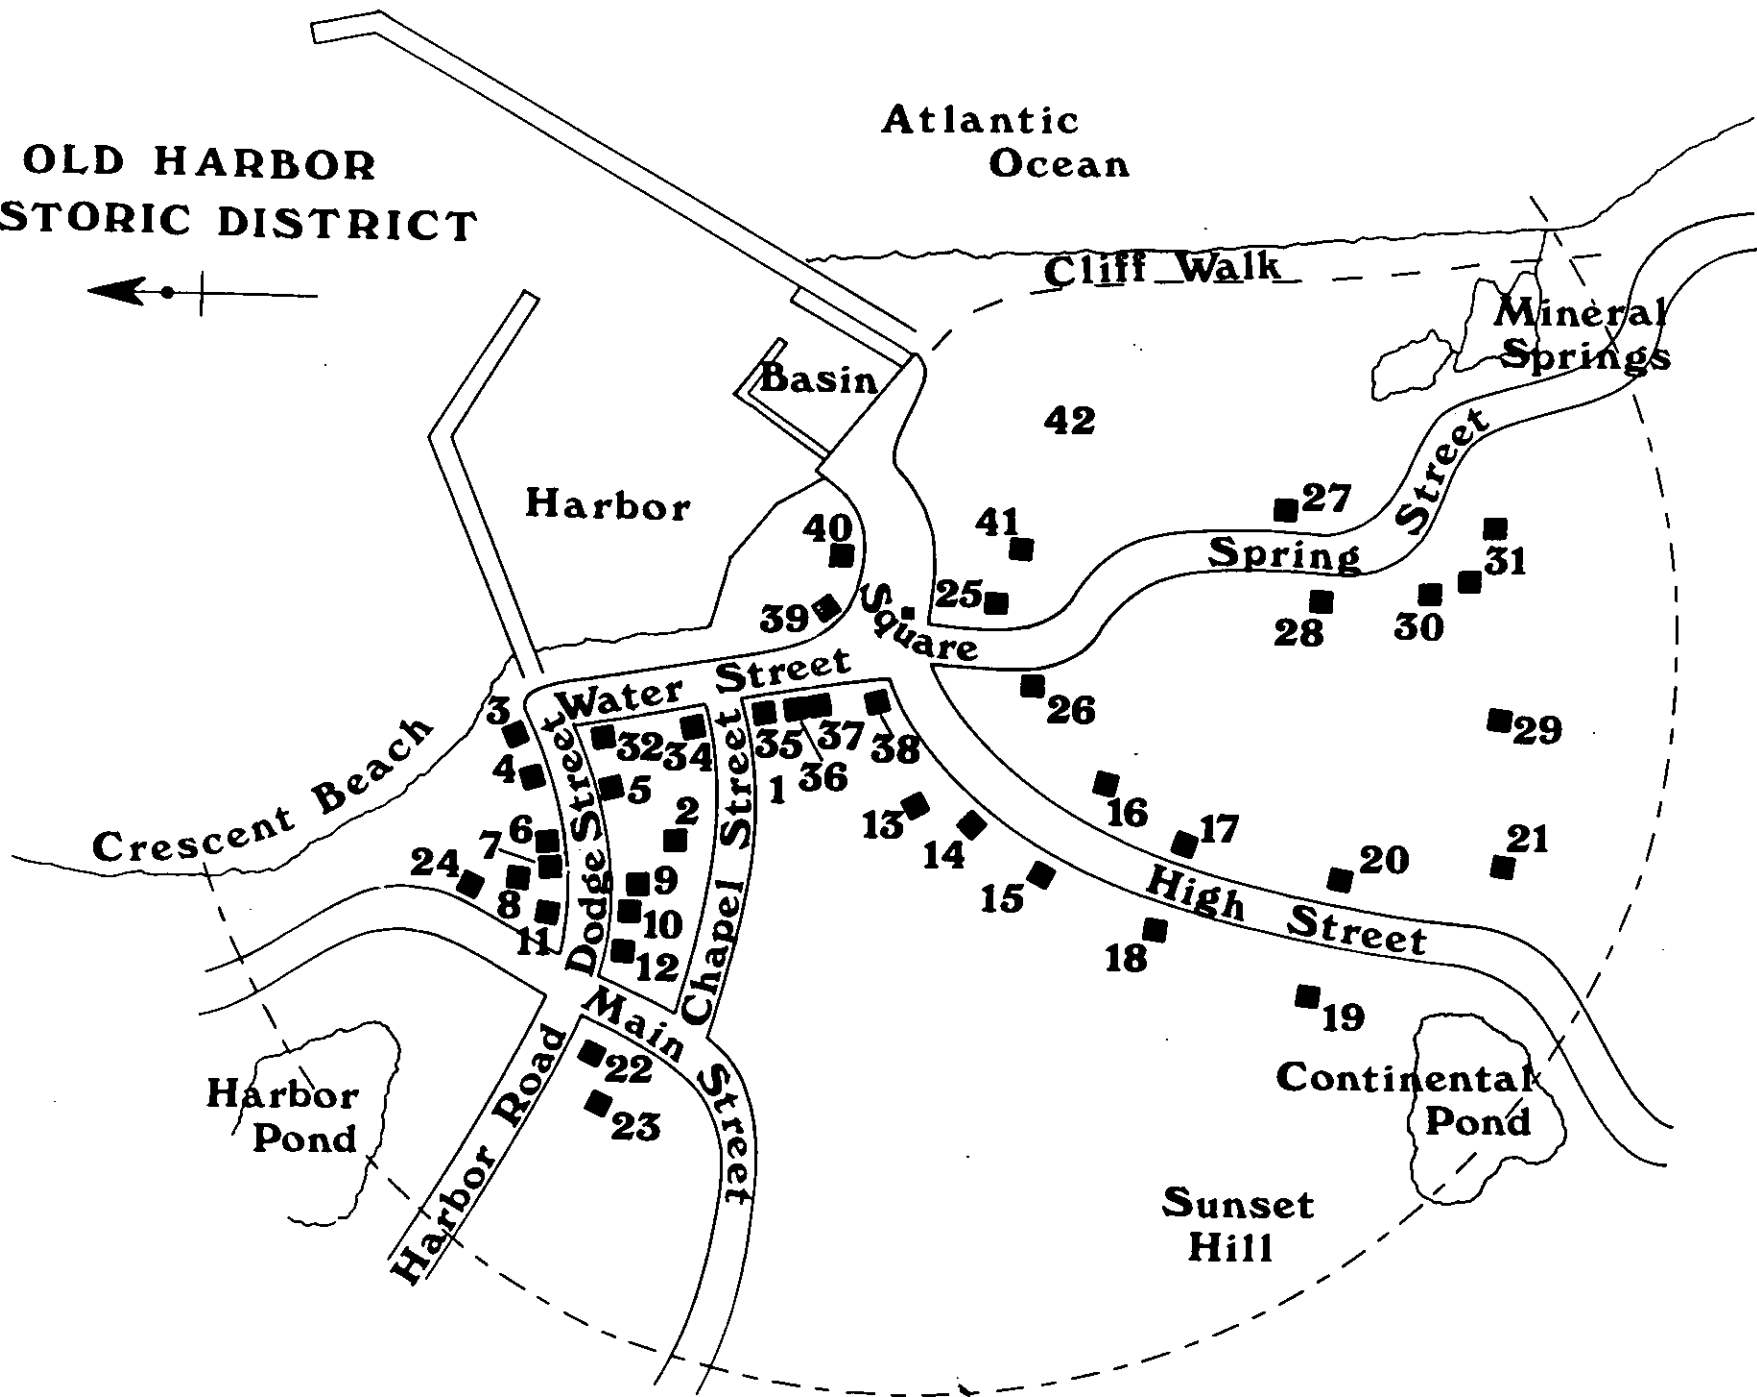 Atlantic
Ocean
OLD HARBOR
STORIC DISTRICT
Cliff Walk
Mineral
Springs
Basin
42
Street
Harbor
27
40
41
Spring
31
39
25
Square
28
30
Water Street
26
29
3
32
34
35
37
38
36
4
5
1
2
Crescent Beach
Dodge Street
Chapel Street
6
7
24
8
9
10
11
12
13
14
15
16
17
20
21
High Street
18
19
Main Street
22
23
Harbor Road
Harbor
Pond
Continental
Pond
Sunset
Hill